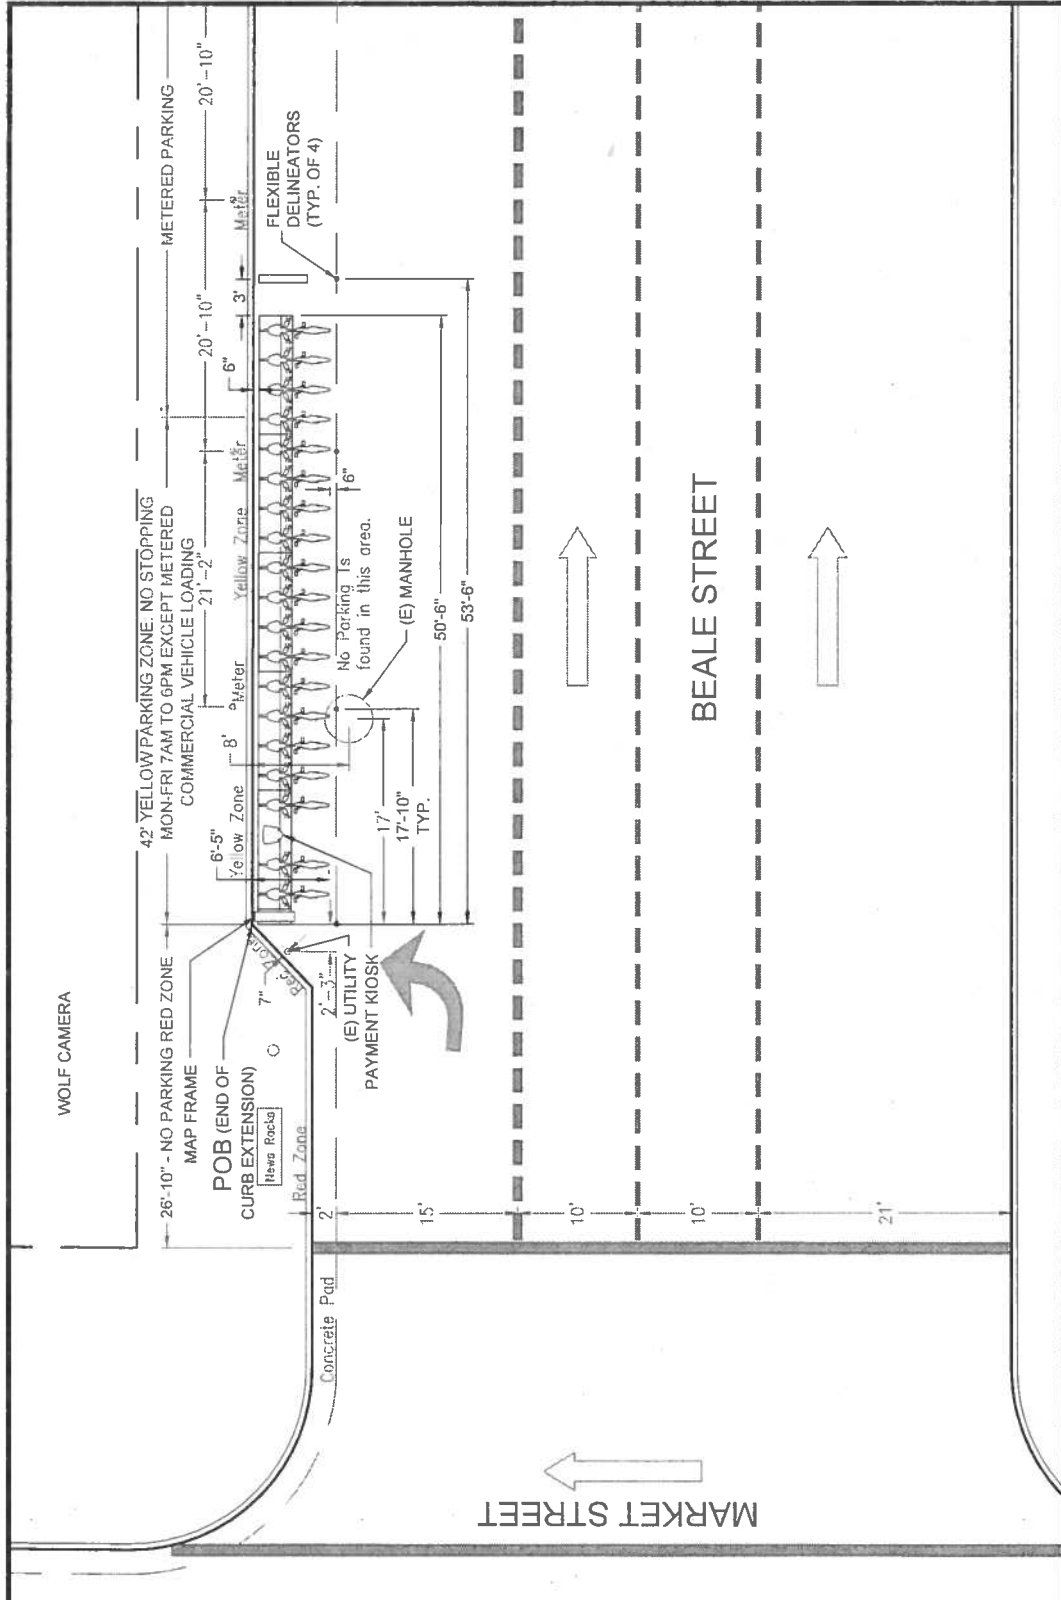 WOLF CAMERA
42' YELLOW PARKING ZONE. NO STOPPING
MON-FRI 7AM TO 6PM EXCEPT METERED
COMMERCIAL VEHICLE LOADING
26'-10" - NO PARKING RED ZONE
METERED PARKING
21'-2"
20'-10"
20'-10"
MAP FRAME
POB (END OF
CURB EXTENSION)
News Racks
Red Zone
Red Zone
7"
6'-5"
Yellow Zone
8'
Meter
Yellow Zone
Meter
6"
3'
Meter
FLEXIBLE
DELINEATORS
(TYP. OF 4)
2'-3"
(E) UTILITY
PAYMENT KIOSK
6"
No Parking Is
found in this area.
(E) MANHOLE
17'
17'-10"
TYP.
50'-6"
53'-6"
Concrete Pad
2'
15'
10'
10'
21'
BEALE STREET
MARKET STREET